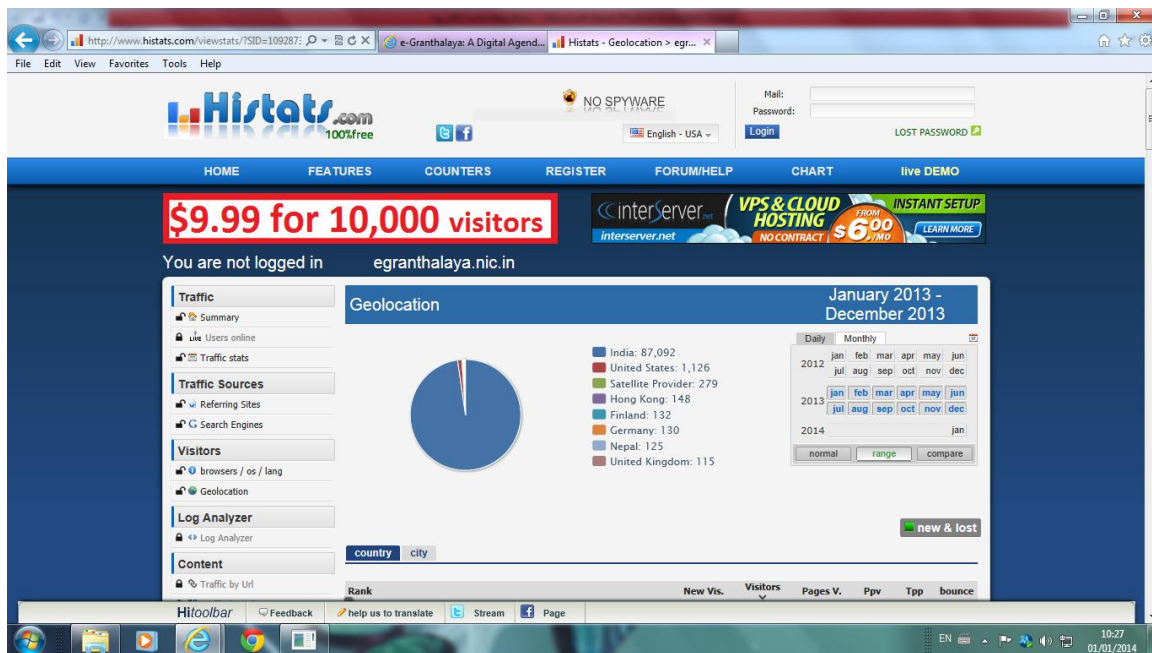 http://www.histats.com/viewstats/?SID=109287:
e-Granthalaya: A Digital Agend...
Histats - Geolocation > egr...
File Edit View Favorites Tools Help
Histats.com
100%free
NO SPYWARE
English - USA
Mail:
Password:
Login
LOST PASSWORD
HOME FEATURES COUNTERS REGISTER FORUM/HELP CHART live DEMO
$9.99 for 10,000 visitors
interServer.net
interserver.net
VPS & CLOUD
HOSTING
NO CONTRACT
FROM
$6.00
/MO
INSTANT SETUP
LEARN MORE
You are not logged in egranthalaya.nic.in
Traffic
Summary
Live Users online
Traffic stats
Traffic Sources
Referring Sites
Search Engines
Visitors
browsers / os / lang
Geolocation
Log Analyzer
Log Analyzer
Content
Traffic by Url
Geolocation
January 2013 -
December 2013
India: 87,092
United States: 1,126
Satellite Provider: 279
Hong Kong: 148
Finland: 132
Germany: 130
Nepal: 125
United Kingdom: 115
Daily Monthly
2012 jan feb mar apr may jun
jul aug sep oct nov dec
2013 jan feb mar apr may jun
jul aug sep oct nov dec
2014 jan
normal range compare
new & lost
country city
Rank New Vis. Visitors Pages V. Ppv Tpp bounce
Hitoolbar Feedback help us to translate Stream Page
EN
10:27
01/01/2014